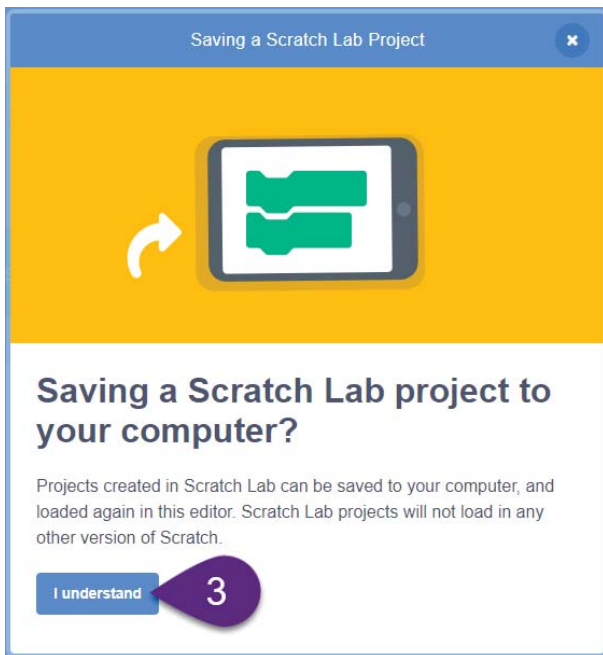 Saving a Scratch Lab Project
Saving a Scratch Lab project to
your computer?
Projects created in Scratch Lab can be saved to your computer, and
loaded again in this editor. Scratch Lab projects will not load in any
other version of Scratch.
I understand
3